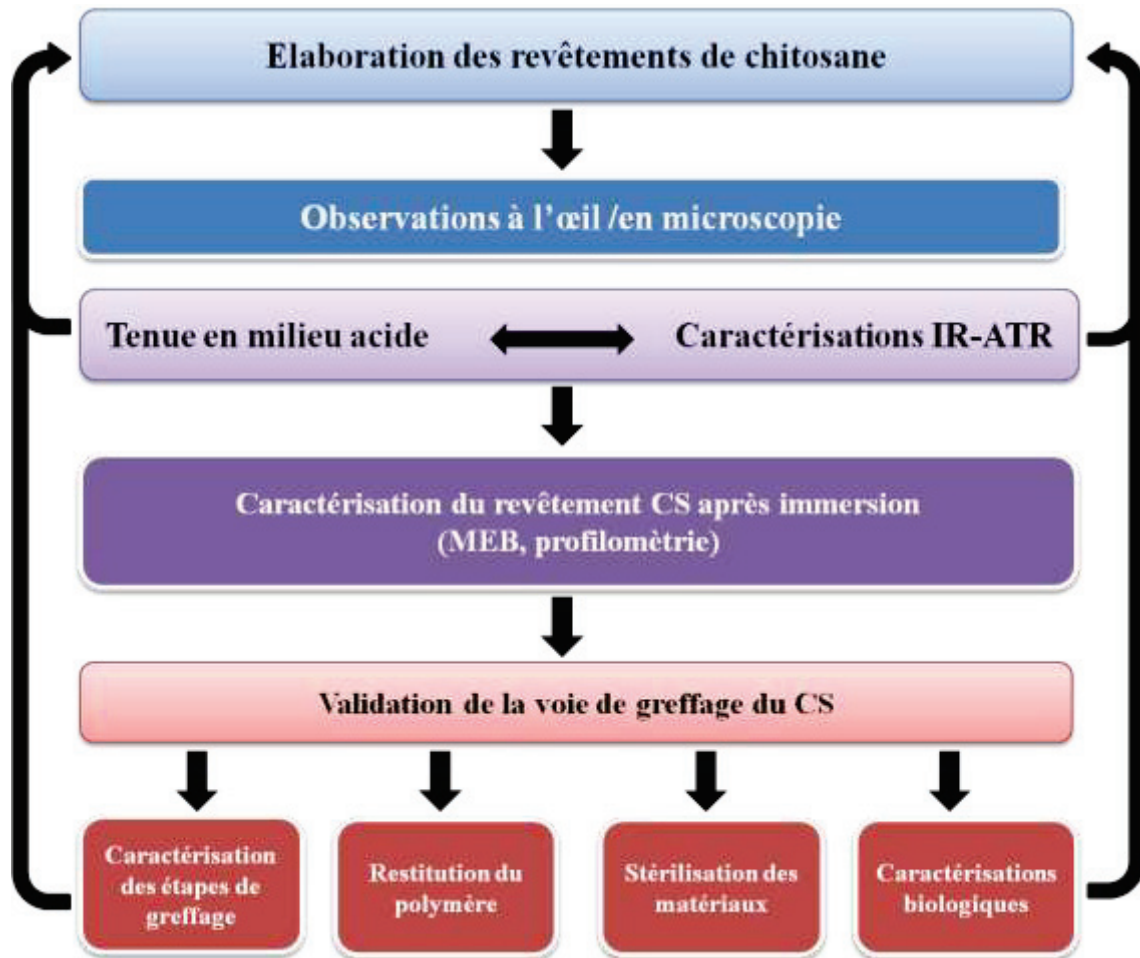 Elaboration des revêtements de chitosane
Observations à l'œil /en microscopie
Tenue en milieu acide
Caractérisations IR-ATR
Caractérisation du revêtement CS après immersion
(MEB, profilomètrie)
Validation de la voie de greffage du CS
Caractérisation
des étapes de
greffage
Restitution du
polymère
Stérilisation des
matériaux
Caractérisations
biologiques